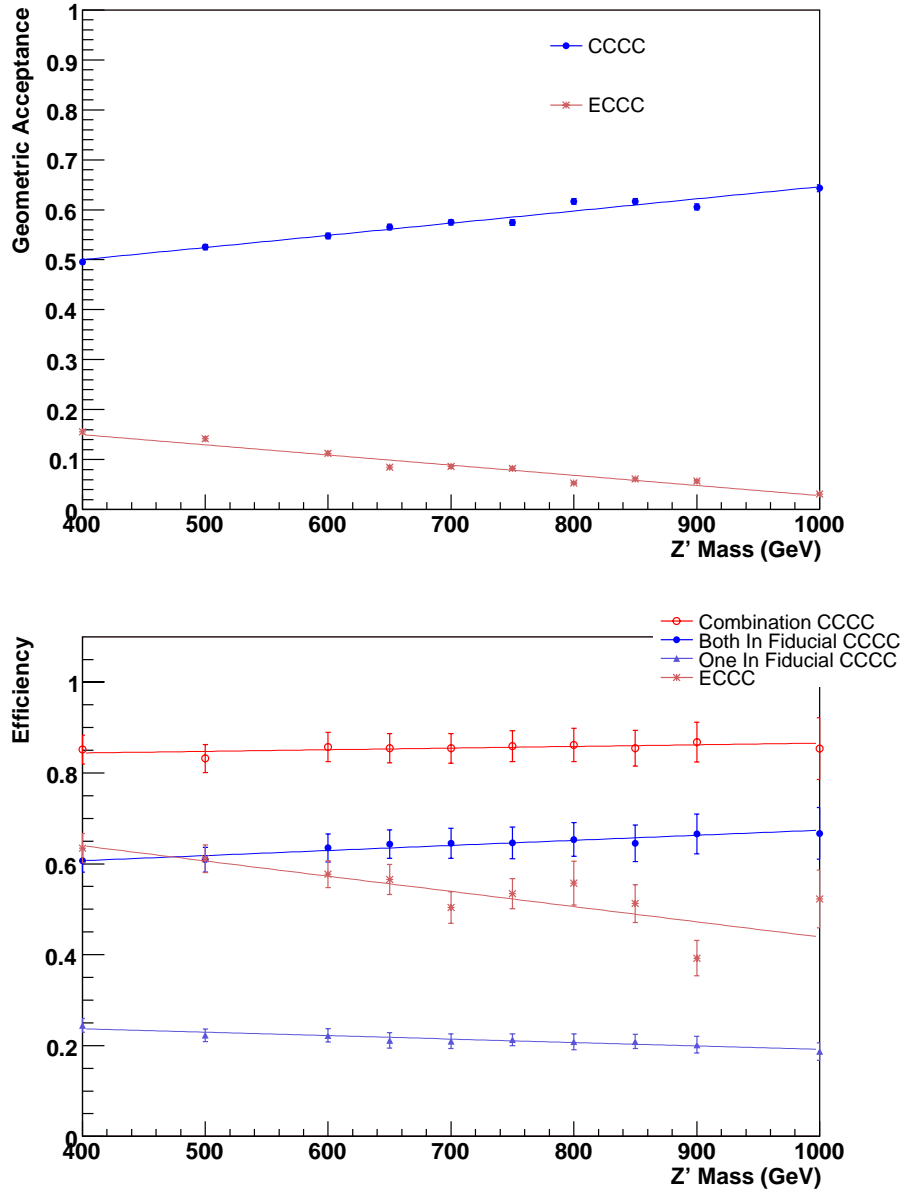 Geometric Acceptance
1
0.9
0.8
0.7
0.6
0.5
0.4
0.3
0.2
0.1
0
CCCC
ECCC
400 500 600 700 800 900 1000
Z' Mass (GeV)
Efficiency
Combination CCCC
Both In Fiducial CCCC
One In Fiducial CCCC
ECCC
1
0.8
0.6
0.4
0.2
0
400 500 600 700 800 900 1000
Z' Mass (GeV)